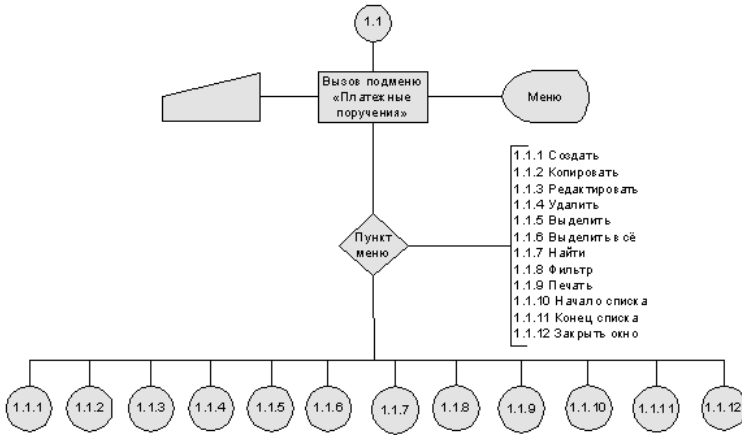 1.1
Вызов подменю
«Платежные
поручения»
Меню
1.1.1 Создать
1.1.2 Копировать
1.1.3 Редактировать
1.1.4 Удалить
1.1.5 Выделить
1.1.6 Выделить всё
1.1.7 Найти
1.1.8 Фильтр
1.1.9 Печать
1.1.10 Начало списка
1.1.11 Конец списка
1.1.12 Закрыть окно
Пункт
меню
1.1.1
1.1.2
1.1.3
1.1.4
1.1.5
1.1.6
1.1.7
1.1.8
1.1.9
1.1.10
1.1.11
1.1.12